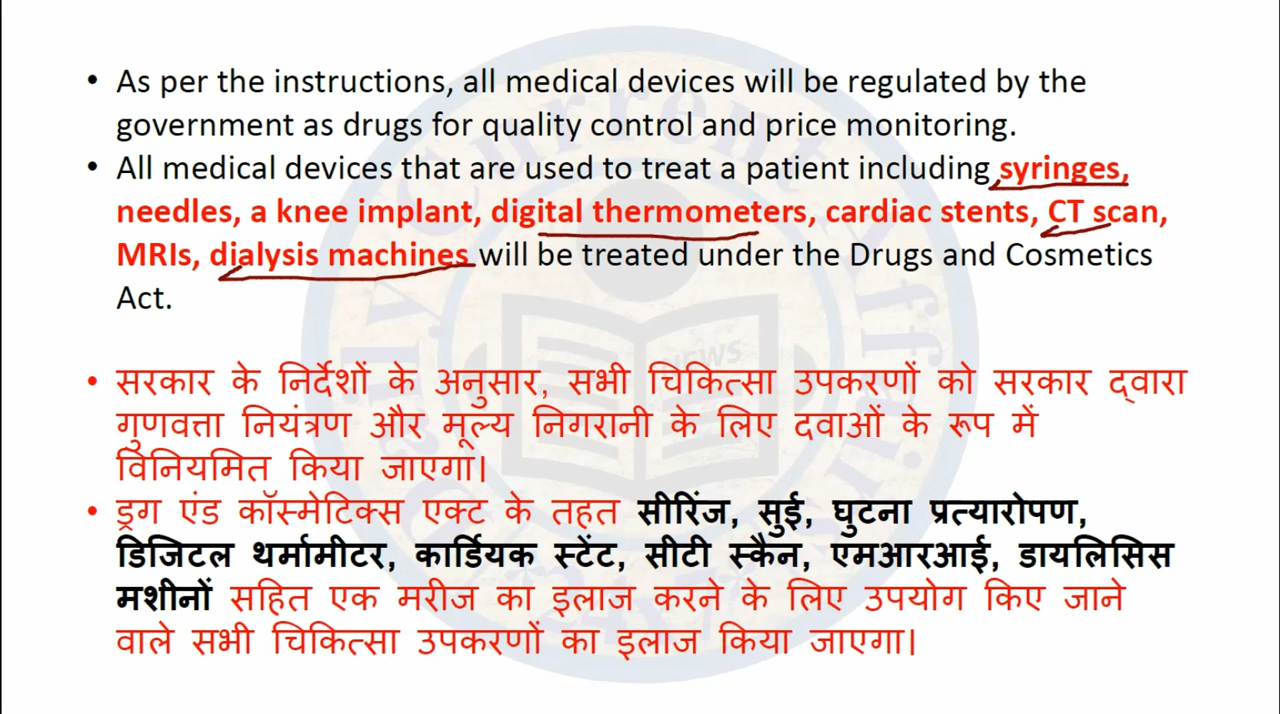 • As per the instructions, all medical devices will be regulated by the
government as drugs for quality control and price monitoring.
• All medical devices that are used to treat a patient including syringes,
needles, a knee implant, digital thermometers, cardiac stents, CT scan,
MRIs, dialysis machines will be treated under the Drugs and Cosmetics
Act.
• सरकार के निर्देशों के अनुसार, सभी चिकित्सा उपकरणों को सरकार द्वारा
गुणवत्ता नियंत्रण और मूल्य निगरानी के लिए दवाओं के रूप में
विनियमित किया जाएगा।
• ड्रग एंड कॉस्मेटिक्स एक्ट के तहत सीरिंज, सुई, घुटना प्रत्यारोपण,
डिजिटल थर्मामीटर, कार्डियक स्टेंट, सीटी स्कैन, एमआरआई, डायलिसिस
मशीनों सहित एक मरीज का इलाज करने के लिए उपयोग किए जाने
वाले सभी चिकित्सा उपकरणों का इलाज किया जाएगा।